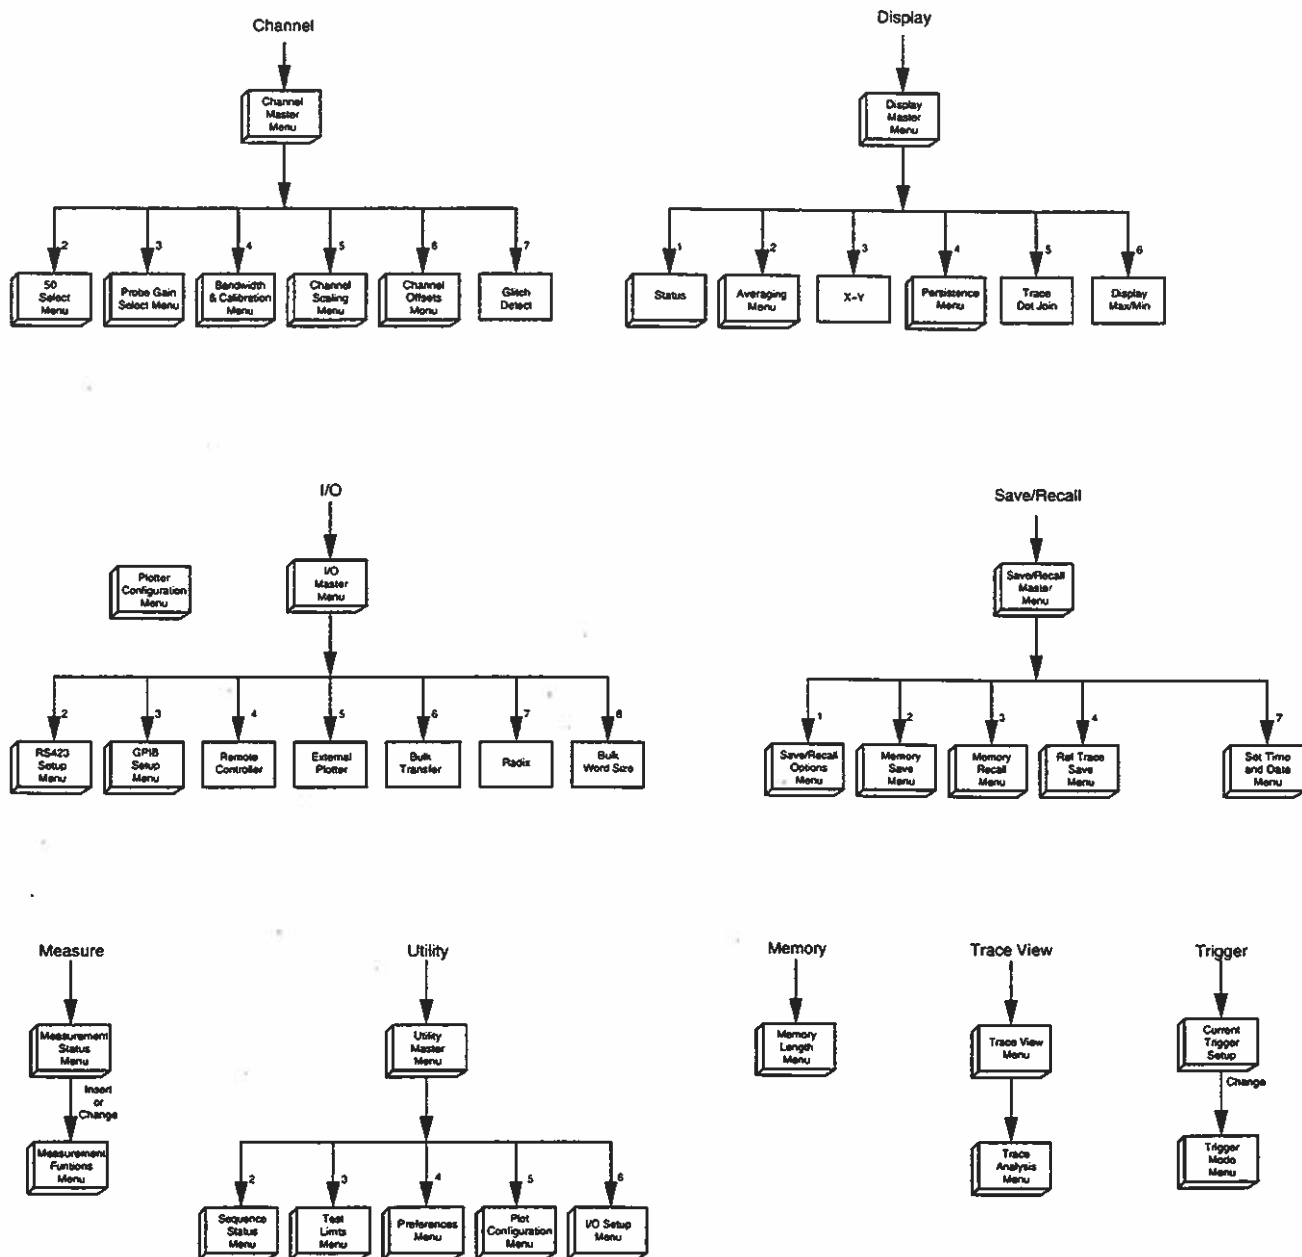 Channel
Channel
Master
Menu
2
3
4
5
6
7
50
Select
Menu
Probe Gain
Select Menu
Bandwidth
& Calibration
Menu
Channel
Scaling
Menu
Channel
Offsets
Menu
Glitch
Detect
Display
Display
Master
Menu
1
2
3
4
5
6
Status
Averaging
Menu
X-Y
Persistence
Menu
Trace
Dot Join
Display
Max/Min
I/O
Plotter
Configuration
Menu
I/O
Master
Menu
2
3
4
5
6
7
8
RS423
Setup
Menu
GPIB
Setup
Menu
Remote
Controller
External
Plotter
Bulk
Transfer
Radix
Bulk
Word Size
Save/Recall
Save/Recall
Master
Menu
1
2
3
4
7
Save/Recall
Options
Menu
Memory
Save
Menu
Memory
Recall
Menu
Ref Trace
Save
Menu
Set Time
and Date
Menu
Measure
Measurement
Status
Menu
Insert
or
Change
Measurement
Funtions
Menu
Utility
Utility
Master
Menu
2
3
4
5
6
Sequence
Status
Menu
Test
Limts
Menu
Preferences
Menu
Plot
Configuration
Menu
I/O Setup
Menu
Memory
Memory
Length
Menu
Trace View
Trace View
Menu
Trace
Analysis
Menu
Trigger
Current
Trigger
Setup
Change
Trigger
Mode
Menu